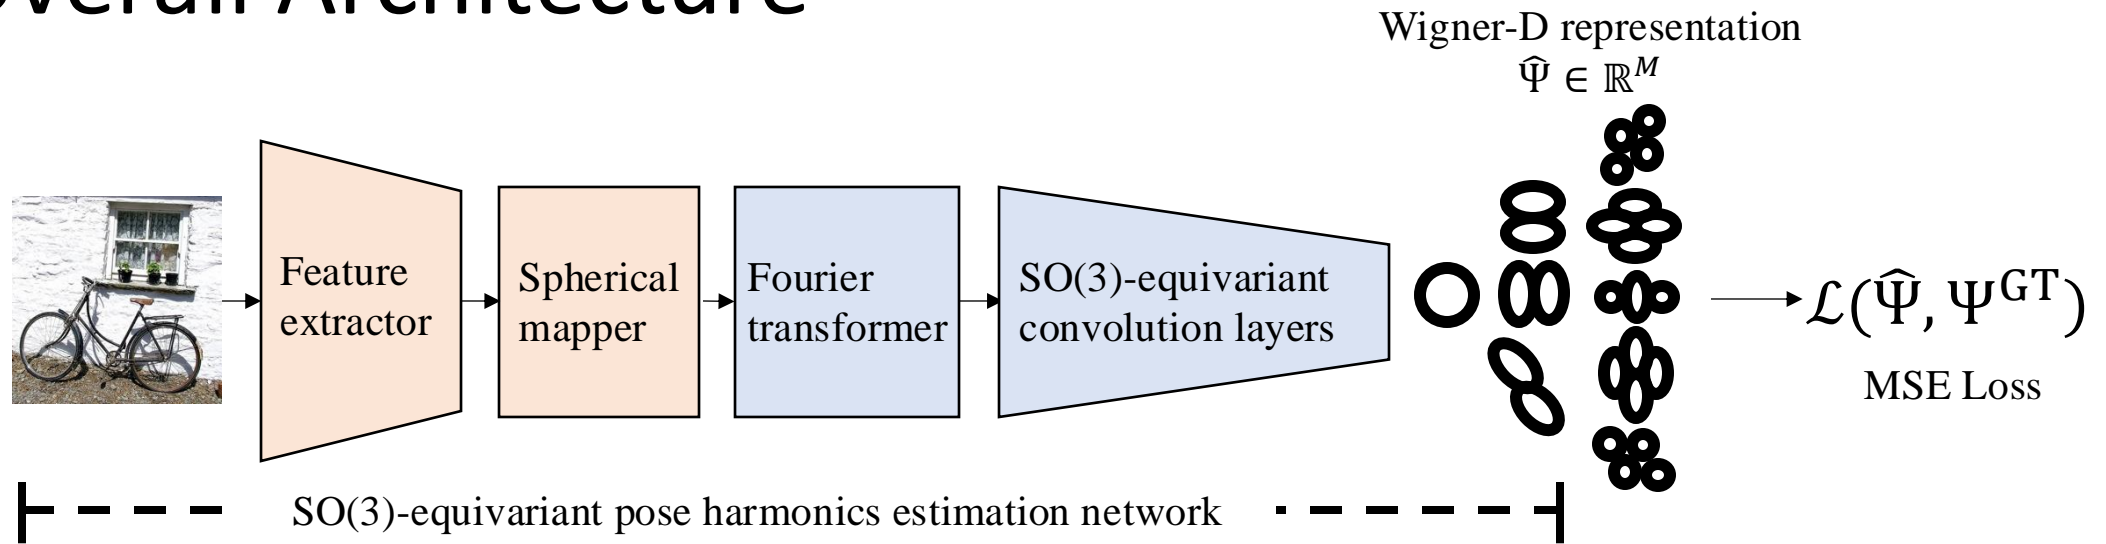 Overall Architecture
Wigner-D representation
Ψ̂ ∈ ℝ^M
Feature
extractor
Spherical
mapper
Fourier
transformer
SO(3)-equivariant
convolution layers
ℒ(Ψ̂, Ψ^GT)
MSE Loss
SO(3)-equivariant pose harmonics estimation network